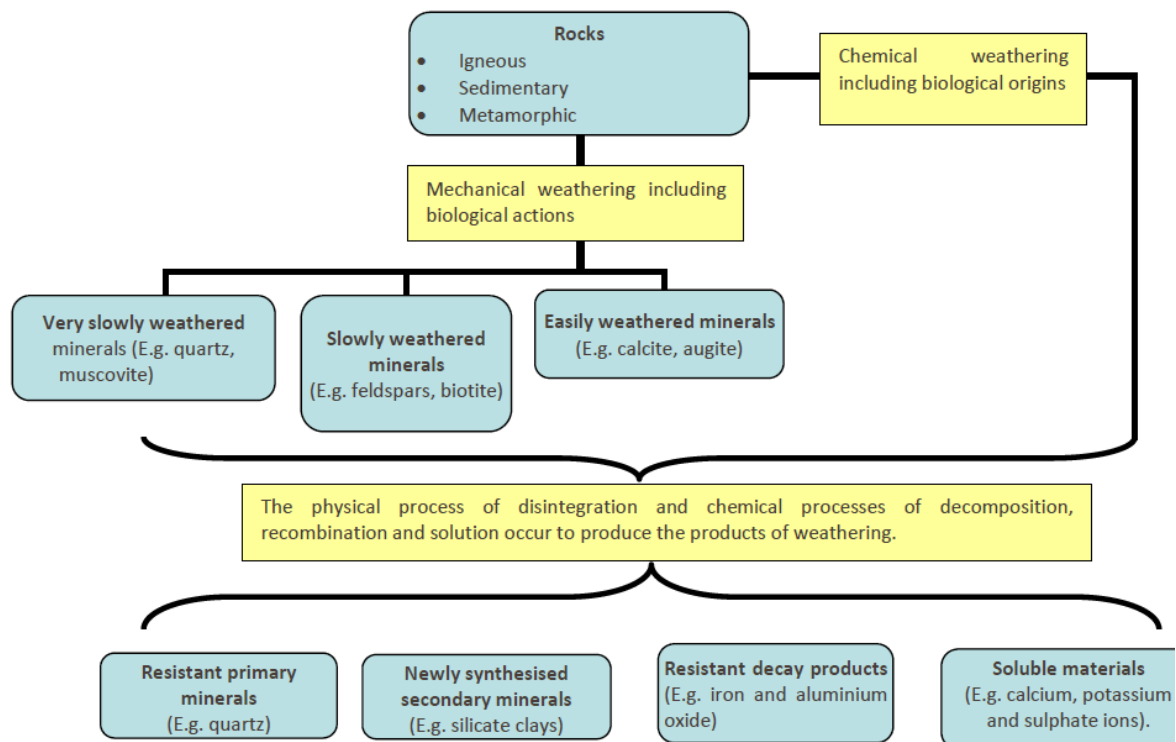 Rocks
• Igneous
• Sedimentary
• Metamorphic
Chemical weathering
including biological origins
Mechanical weathering including
biological actions
Very slowly weathered
minerals (E.g. quartz,
muscovite)
Slowly weathered
minerals
(E.g. feldspars, biotite)
Easily weathered minerals
(E.g. calcite, augite)
The physical process of disintegration and chemical processes of decomposition,
recombination and solution occur to produce the products of weathering.
Resistant primary
minerals
(E.g. quartz)
Newly synthesised
secondary minerals
(E.g. silicate clays)
Resistant decay products
(E.g. iron and aluminium
oxide)
Soluble materials
(E.g. calcium, potassium
and sulphate ions).